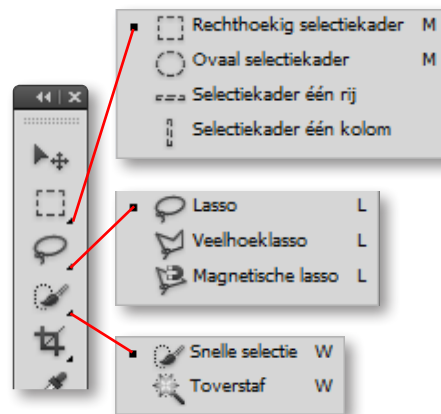 Rechthoekig selectiekader M
Ovaal selectiekader M
Selectiekader één rij
Selectiekader één kolom
Lasso L
Veelhoeklasso L
Magnetische lasso L
Snelle selectie W
Toverstaf W